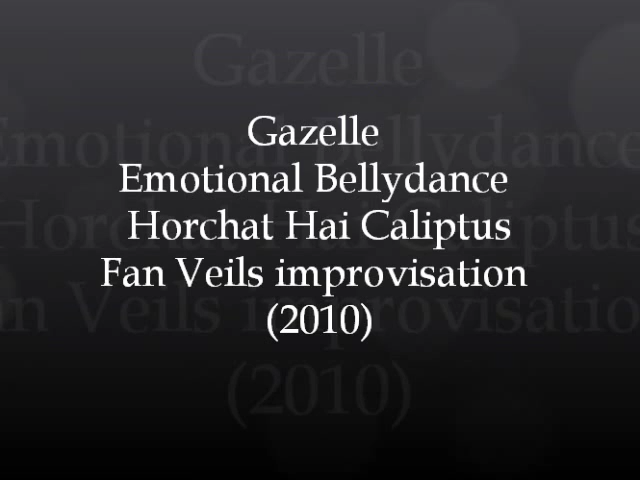 Gazelle
Emotional Bellydance
Horchat Hai Caliptus
Fan Veils improvisation
(2010)